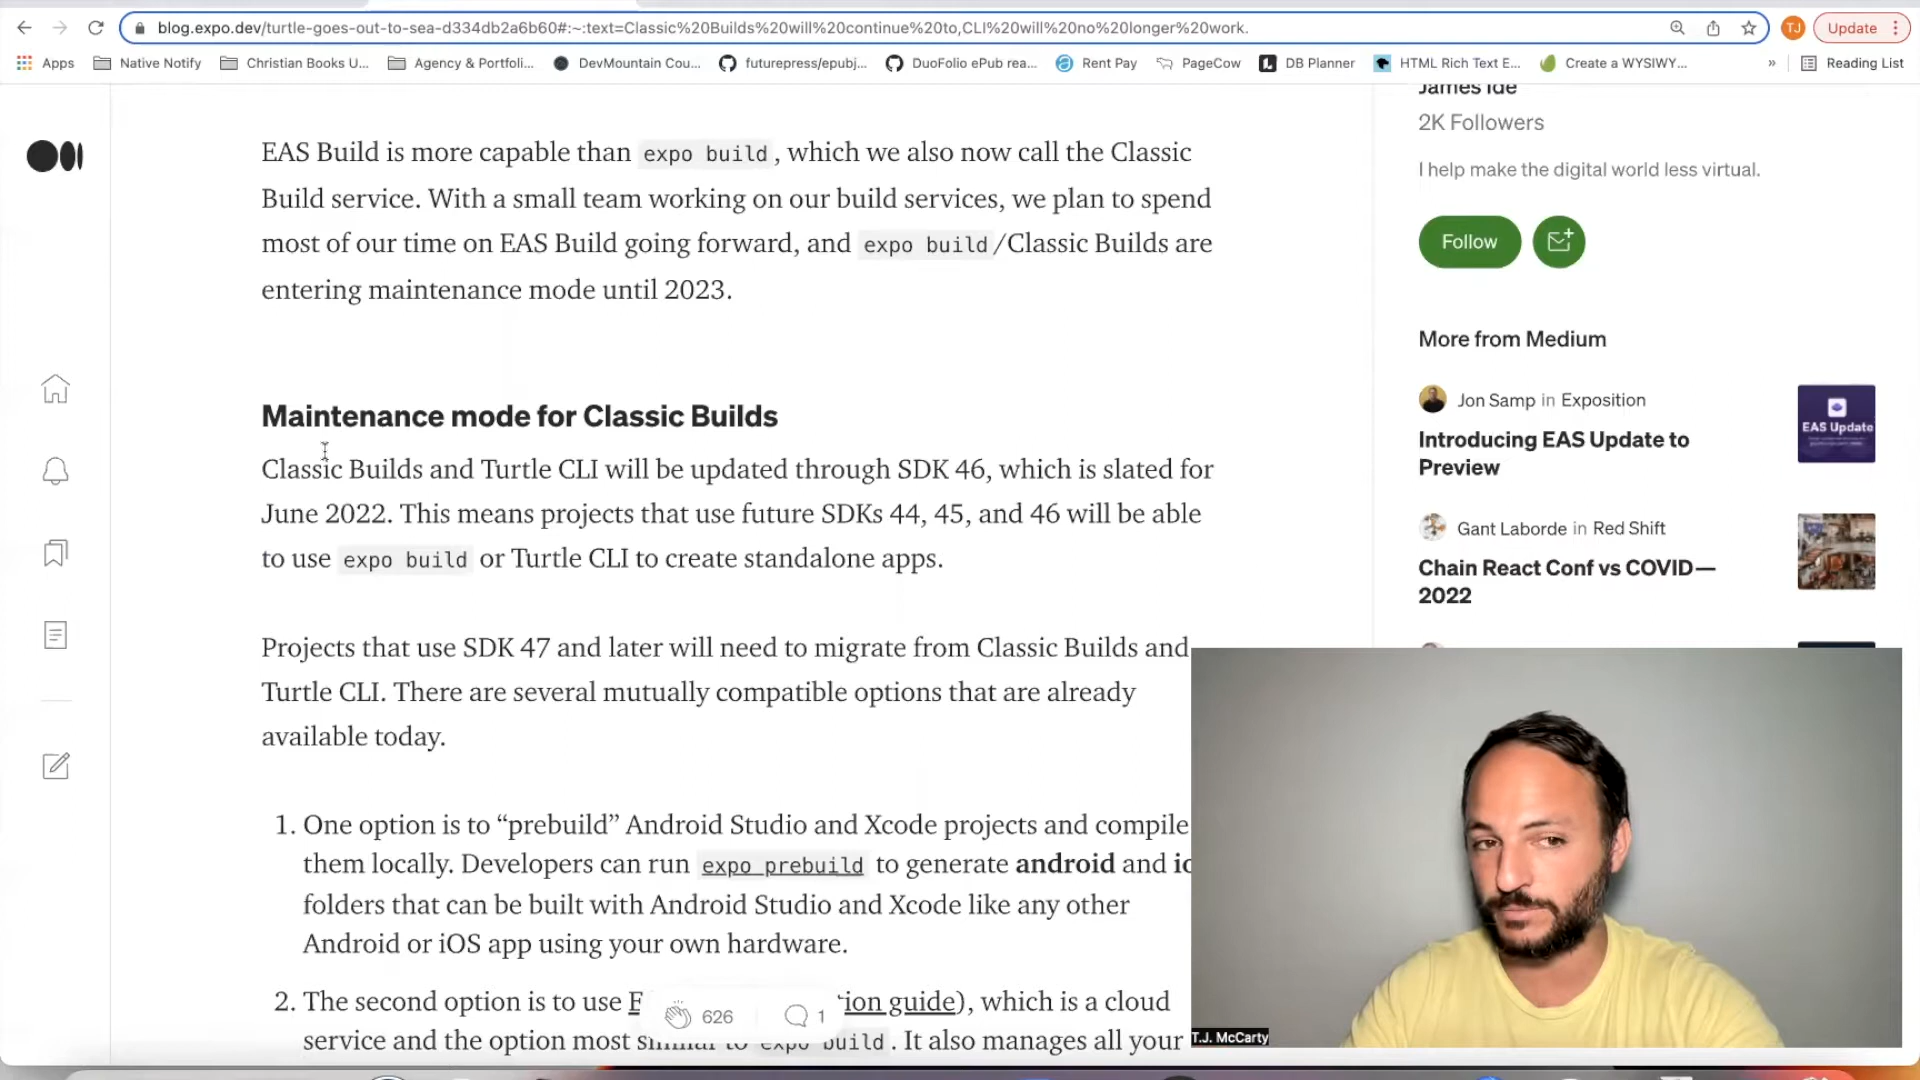 blog.expo.dev/turtle-goes-out-to-sea-d334db2a6b60#:~:text=Classic%20Builds%20will%20continue%20to,CLI%20will%20no%20longer%20work.
TJ
Update
Apps
Native Notify
Christian Books U...
Agency & Portfoli...
DevMountain Cou...
futurepress/epubj...
DuoFolio ePub rea...
Rent Pay
PageCow
DB Planner
HTML Rich Text E...
Create a WYSIWY...
»
Reading List
EAS Build is more capable than expo build, which we also now call the Classic
Build service. With a small team working on our build services, we plan to spend
most of our time on EAS Build going forward, and expo build/Classic Builds are
entering maintenance mode until 2023.
Maintenance mode for Classic Builds
Classic Builds and Turtle CLI will be updated through SDK 46, which is slated for
June 2022. This means projects that use future SDKs 44, 45, and 46 will be able
to use expo build or Turtle CLI to create standalone apps.
Projects that use SDK 47 and later will need to migrate from Classic Builds and
Turtle CLI. There are several mutually compatible options that are already
available today.
1. One option is to “prebuild” Android Studio and Xcode projects and compile
them locally. Developers can run expo prebuild to generate android and
folders that can be built with Android Studio and Xcode like any other
Android or iOS app using your own hardware.
2. The second option is to use guide), which is a cloud
service and the option most similar to expo build. It also manages all your
626
1
James Ide
2K Followers
I help make the digital world less virtual.
Follow
More from Medium
Jon Samp in Exposition
Introducing EAS Update to
Preview
EAS Update
Gant Laborde in Red Shift
Chain React Conf vs COVID—
2022
T.J. McCarty